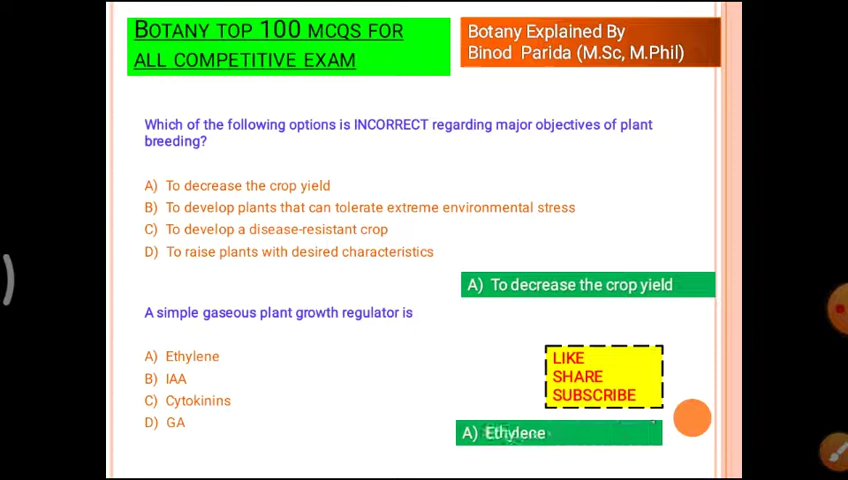 BOTANY TOP 100 MCQS FOR
ALL COMPETITIVE EXAM
Botany Explained By
Binod Parida (M.Sc, M.Phil)
Which of the following options is INCORRECT regarding major objectives of plant
breeding?
A) To decrease the crop yield
B) To develop plants that can tolerate extreme environmental stress
C) To develop a disease-resistant crop
D) To raise plants with desired characteristics
A) To decrease the crop yield
A simple gaseous plant growth regulator is
A) Ethylene
B) IAA
C) Cytokinins
D) GA
LIKE
SHARE
SUBSCRIBE
A) Ethylene